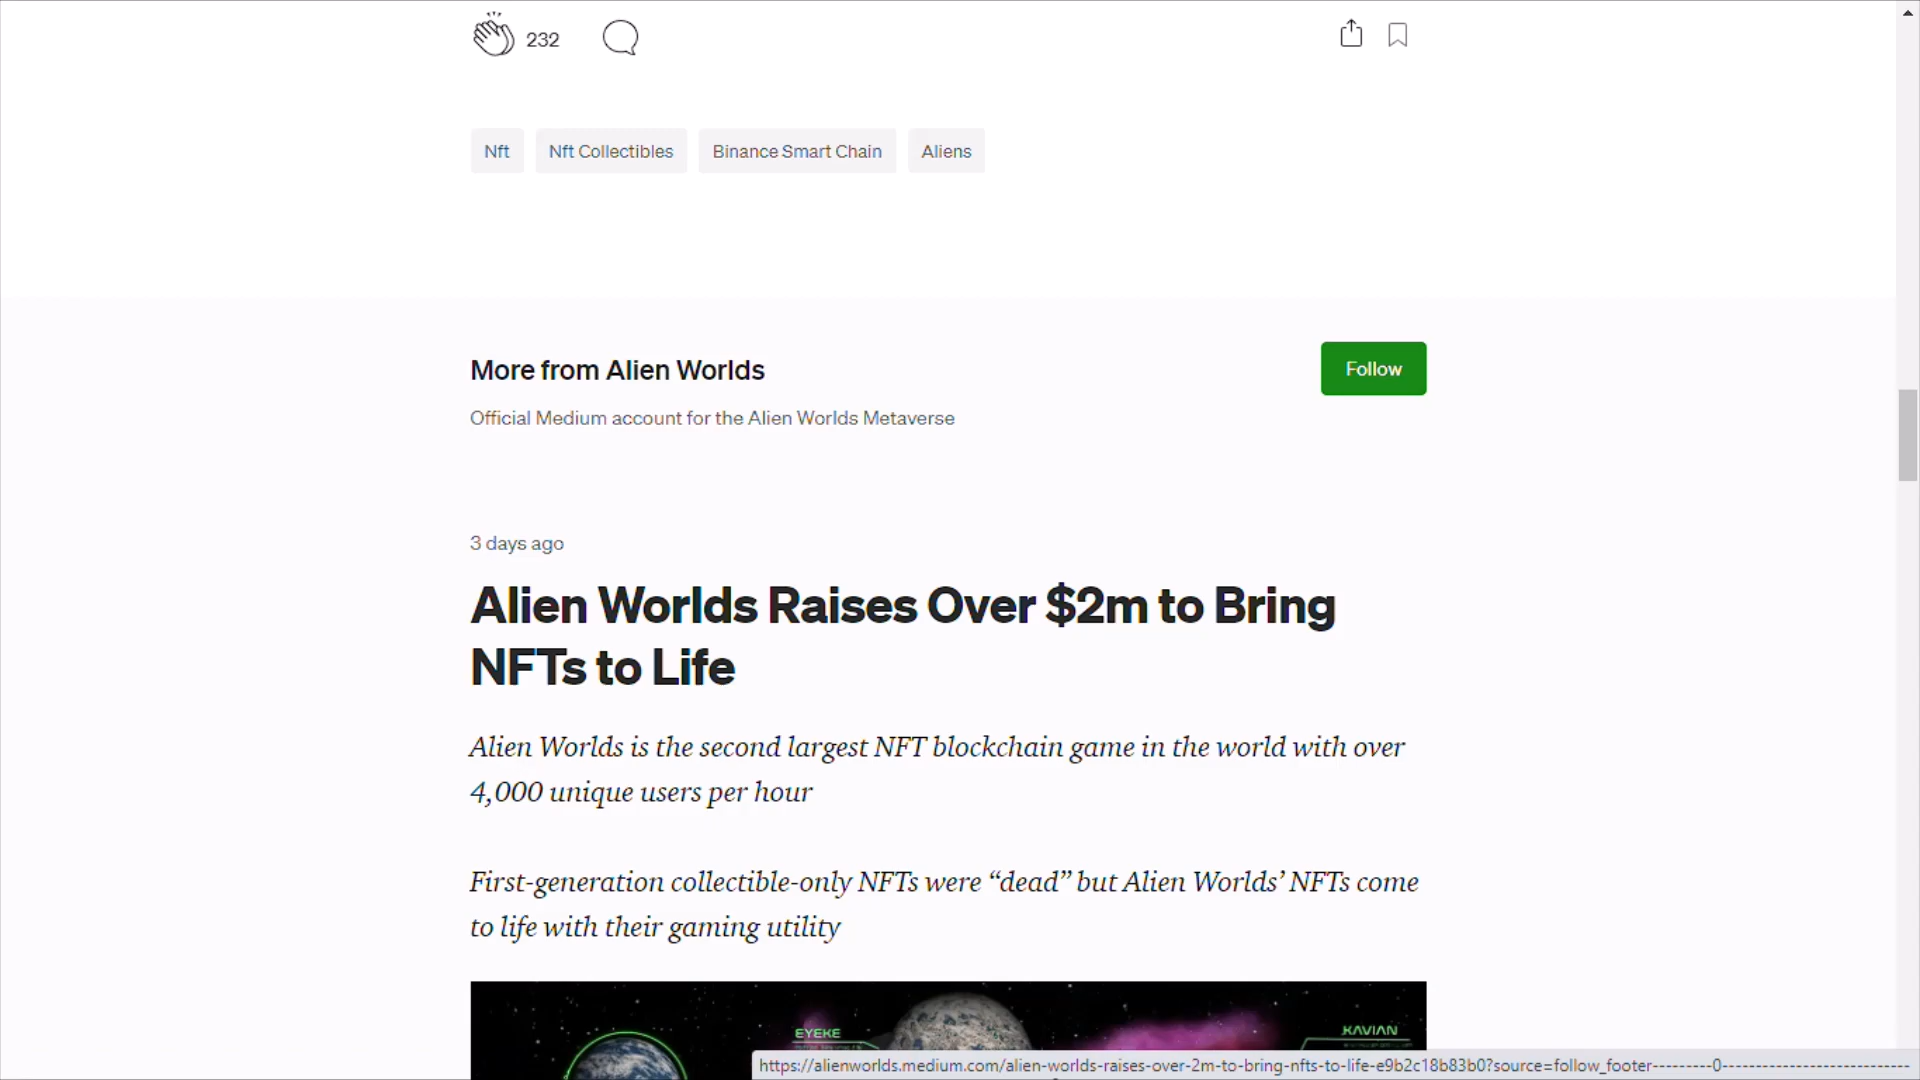 232
Nft Nft Collectibles Binance Smart Chain Aliens
More from Alien Worlds
Follow
Official Medium account for the Alien Worlds Metaverse
3 days ago
Alien Worlds Raises Over $2m to Bring
NFTs to Life
Alien Worlds is the second largest NFT blockchain game in the world with over
4,000 unique users per hour
First-generation collectible-only NFTs were “dead” but Alien Worlds’ NFTs come
to life with their gaming utility
EYEKE
KAVIAN
https://alienworlds.medium.com/alien-worlds-raises-over-2m-to-bring-nfts-to-life-e9b2c18b83b0?source=follow_footer---------0----------------------------